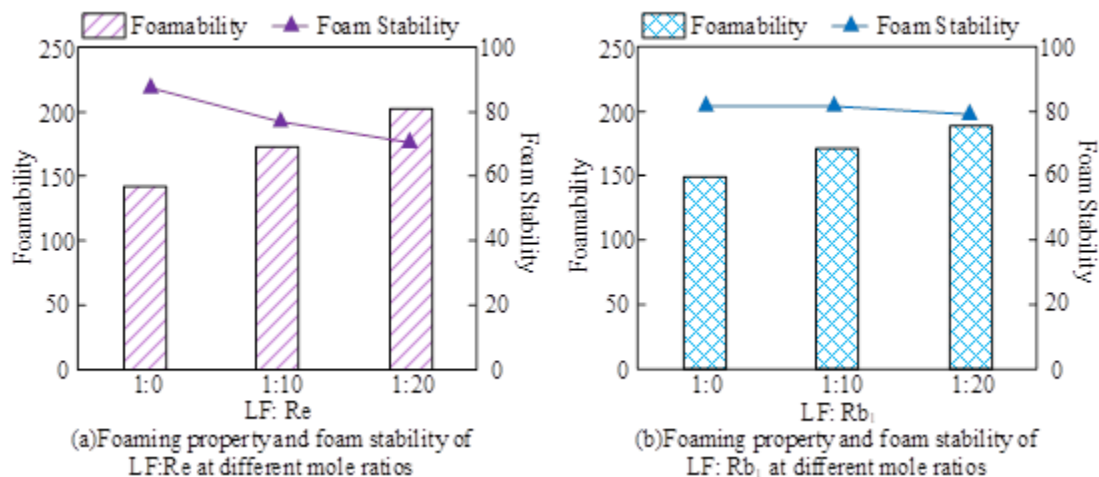 Foamability Foam Stability
250
200
150
100
50
0
Foamability
100
80
60
40
20
0
Foam Stability
1:0 1:10 1:20
LF: Re
(a)Foaming property and foam stability of
LF:Re at different mole ratios
Foamability Foam Stability
250
200
150
100
50
0
Foamability
100
80
60
40
20
0
Foam Stability
1:0 1:10 1:20
LF: Rb₁
(b)Foaming property and foam stability of
LF: Rb₁ at different mole ratios